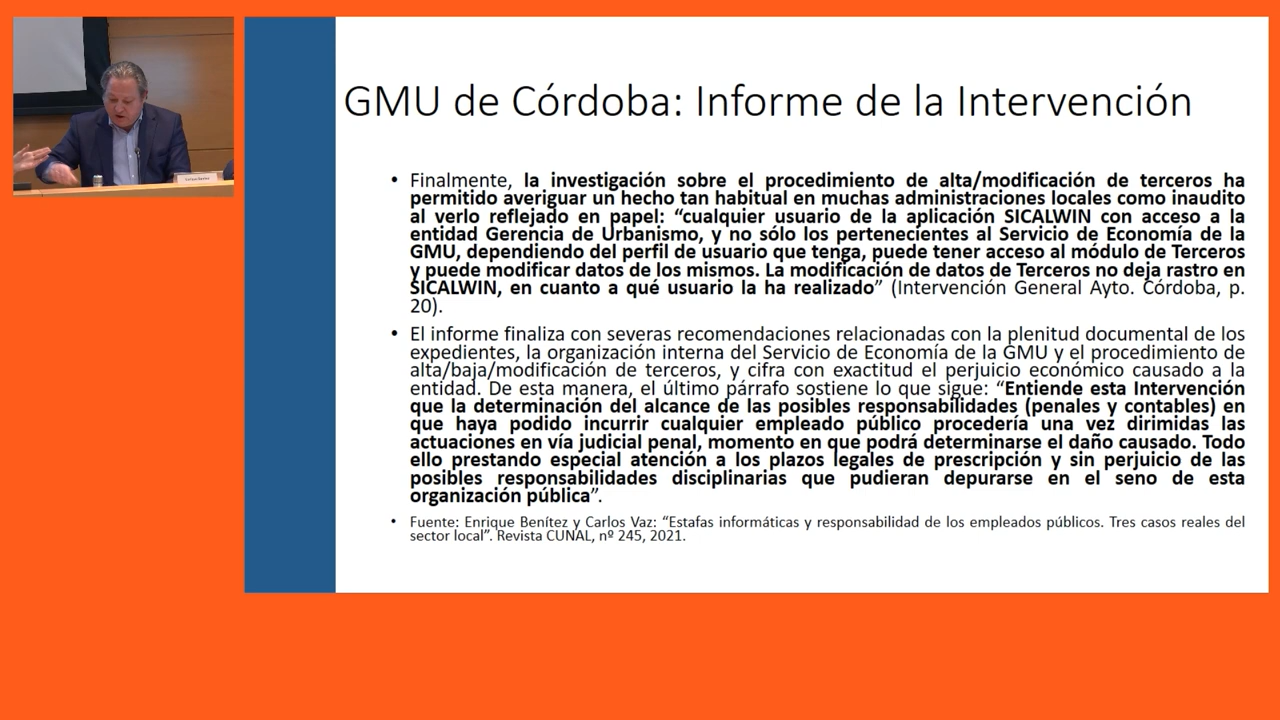 GMU de Córdoba: Informe de la Intervención
• Finalmente, la investigación sobre el procedimiento de alta/modificación de terceros ha
permitido averiguar un hecho tan habitual en muchas administraciones locales como inaudito
al verlo reflejado en papel: “cualquier usuario de la aplicación SICALWIN con acceso a la
entidad Gerencia de Urbanismo, y no sólo los pertenecientes al Servicio de Economía de la
GMU, dependiendo del perfil de usuario que tenga, puede tener acceso al módulo de Terceros
y puede modificar datos de los mismos. La modificación de datos de Terceros no deja rastro en
SICALWIN, en cuanto a qué usuario la ha realizado” (Intervención General Ayto. Córdoba, p.
20).
• El informe finaliza con severas recomendaciones relacionadas con la plenitud documental de los
expedientes, la organización interna del Servicio de Economía de la GMU y el procedimiento de
alta/baja/modificación de terceros, y cifra con exactitud el perjuicio económico causado a la
entidad. De esta manera, el último párrafo sostiene lo que sigue: “Entiende esta Intervención
que la determinación del alcance de las posibles responsabilidades (penales y contables) en
que haya podido incurrir cualquier empleado público procedería una vez dirimidas las
actuaciones en vía judicial penal, momento en que podrá determinarse el daño causado. Todo
ello prestando especial atención a los plazos legales de prescripción y sin perjuicio de las
posibles responsabilidades disciplinarias que pudieran depurarse en el seno de esta
organización pública”.
• Fuente: Enrique Benítez y Carlos Vaz: “Estafas informáticas y responsabilidad de los empleados públicos. Tres casos reales del
sector local”. Revista CUNAL, nº 245, 2021.